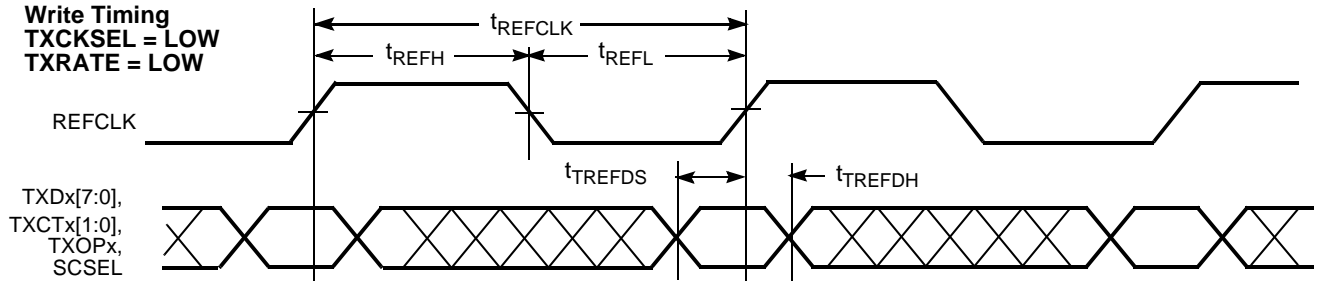 Write Timing
TXCKSEL = LOW
TXRATE = LOW
tREFCLK
tREFH
tREFL
REFCLK
tTREFDS
tTREFDH
TXDx[7:0],
TXCTx[1:0],
TXOPx,
SCSEL